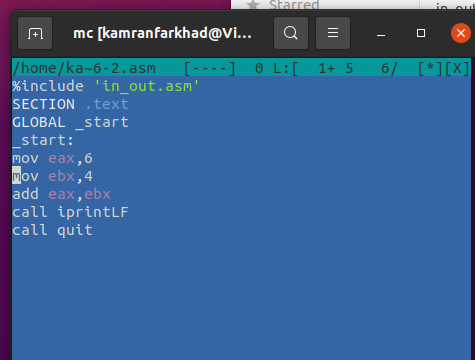 Starred
in_out
mc [kamranfarkhad@Vi...
/home/ka~6-2.asm [----] 0 L:[ 1+ 5 6/ [*][X]
%include 'in_out.asm'
SECTION .text
GLOBAL _start
_start:
mov eax,6
mov ebx,4
add eax,ebx
call iprintLF
call quit